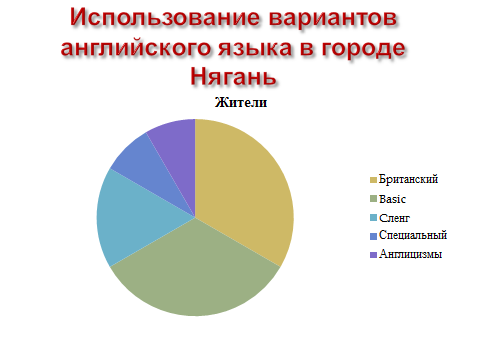 Использование вариантов
английского языка в городе
Нягань
Жители
Британский
Basic
Сленг
Специальный
Англицизмы